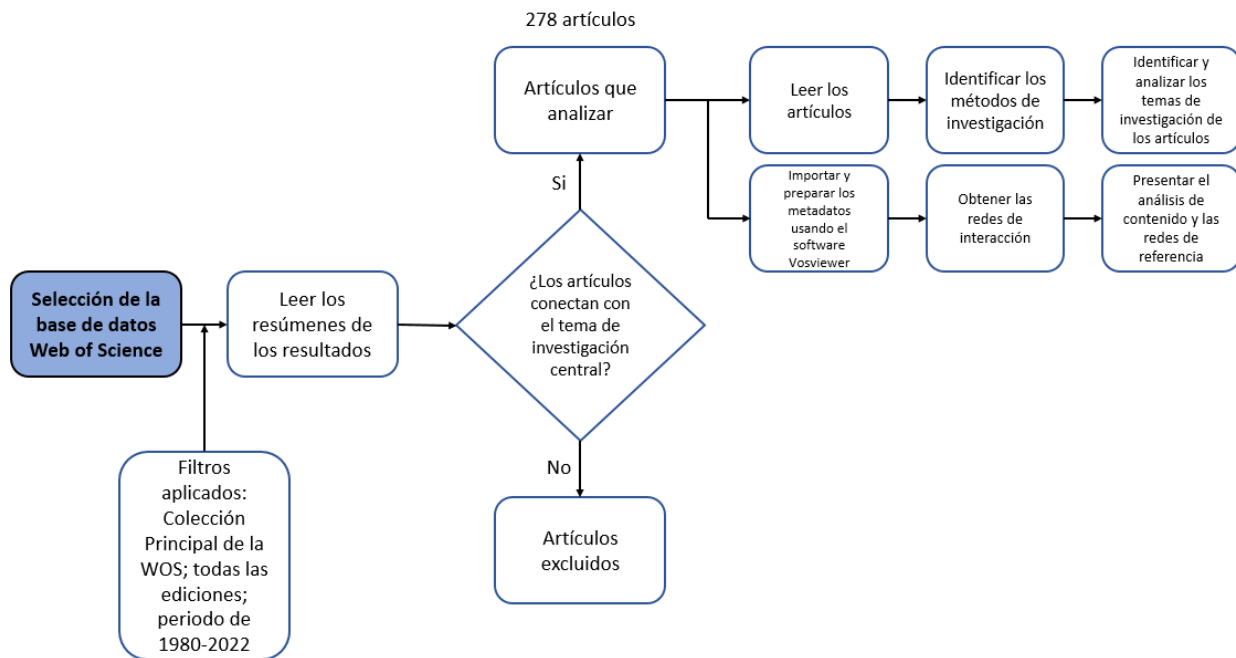 278 artículos
Artículos que
analizar
Leer los
artículos
Identificar los
métodos de
investigación
Identificar y
analizar los
temas de
investigación de
los artículos
Si
Importar y
preparar los
metadatos
usando el
software
Vosviewer
Obtener las
redes de
interacción
Presentar el
análisis de
contenido y las
redes de
referencia
Selección de la
base de datos
Web of Science
Leer los
resúmenes de
los resultados
¿Los artículos
conectan con
el tema de
investigación
central?
Filtros
aplicados:
Colección
Principal de la
WOS; todas las
ediciones;
periodo de
1980-2022
No
Artículos
excluidos